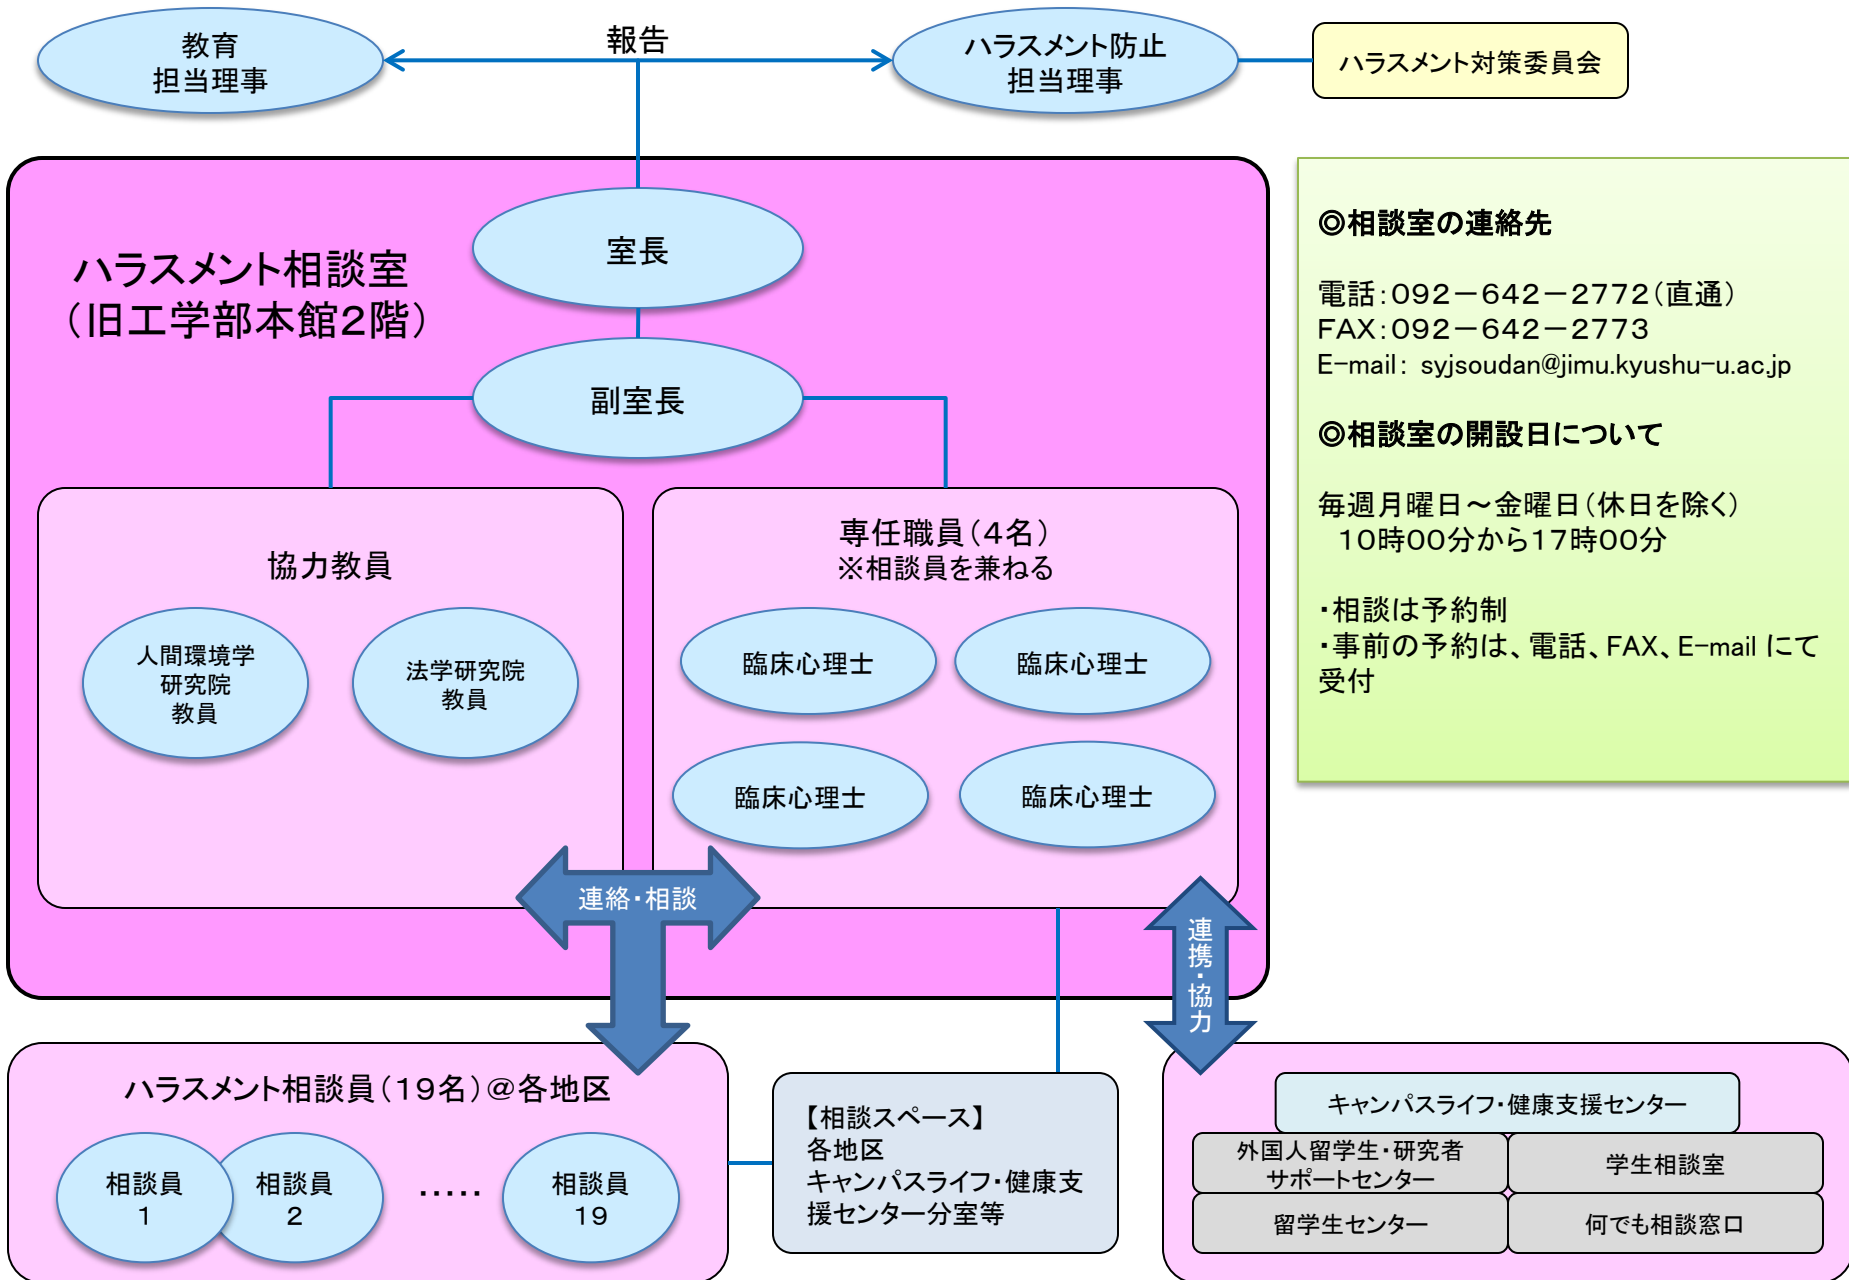 教育
担当理事
報告
ハラスメント防止
担当理事
ハラスメント対策委員会
ハラスメント相談室
（旧工学部本館２階）
室長
副室長
協力教員
人間環境学
研究院
教員
法学研究院
教員
専任職員（４名）
※相談員を兼ねる
臨床心理士
臨床心理士
臨床心理士
臨床心理士
連絡・相談
連携・協力
◎相談室の連絡先
電話：０９２－６４２－２７７２（直通）
FAX：０９２－６４２－２７７３
E-mail： syjsoudan@jimu.kyushu-u.ac.jp
◎相談室の開設日について
毎週月曜日～金曜日（休日を除く）
１０時００分から１７時００分
・相談は予約制
・事前の予約は、電話、FAX、E-mail にて
受付
ハラスメント相談員（１９名）＠各地区
相談員
１
相談員
２
‥‥‥
相談員
１９
【相談スペース】
各地区
キャンパスライフ・健康支
援センター分室等
キャンパスライフ・健康支援センター
外国人留学生・研究者
サポートセンター
学生相談室
留学生センター
何でも相談窓口